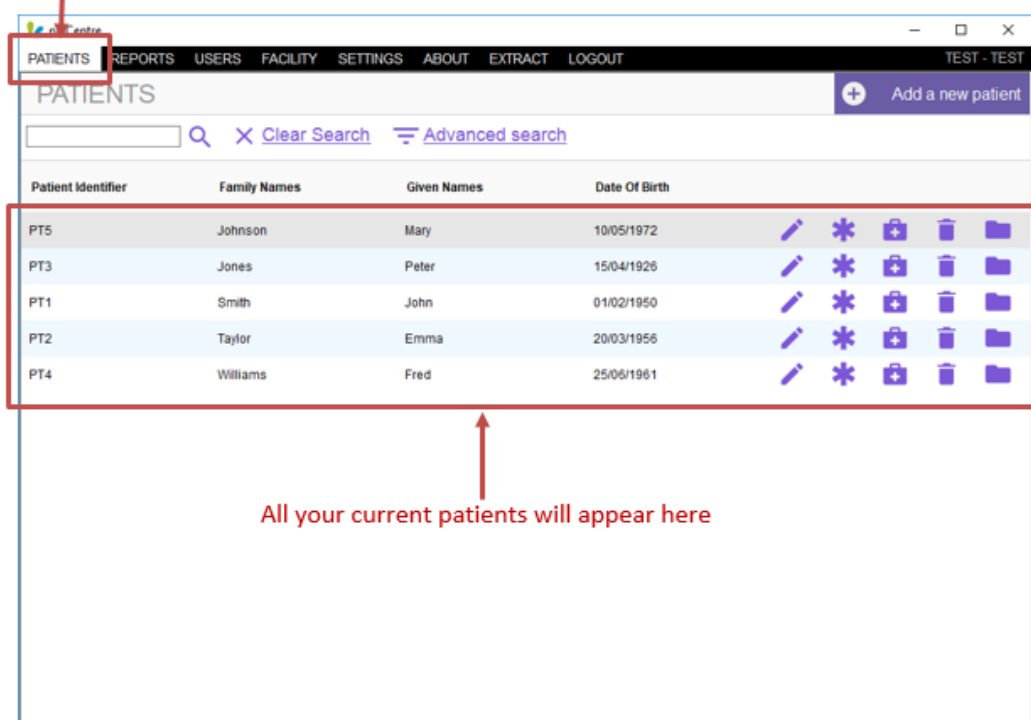 PATIENTS REPORTS USERS FACILITY SETTINGS ABOUT EXTRACT LOGOUT TEST - TEST
PATIENTS Add a new patient
Clear Search Advanced search
Patient Identifier Family Names Given Names Date Of Birth
PT5 Johnson Mary 10/05/1972
PT3 Jones Peter 15/04/1926
PT1 Smith John 01/02/1950
PT2 Taylor Emma 20/03/1956
PT4 Williams Fred 25/06/1961
All your current patients will appear here